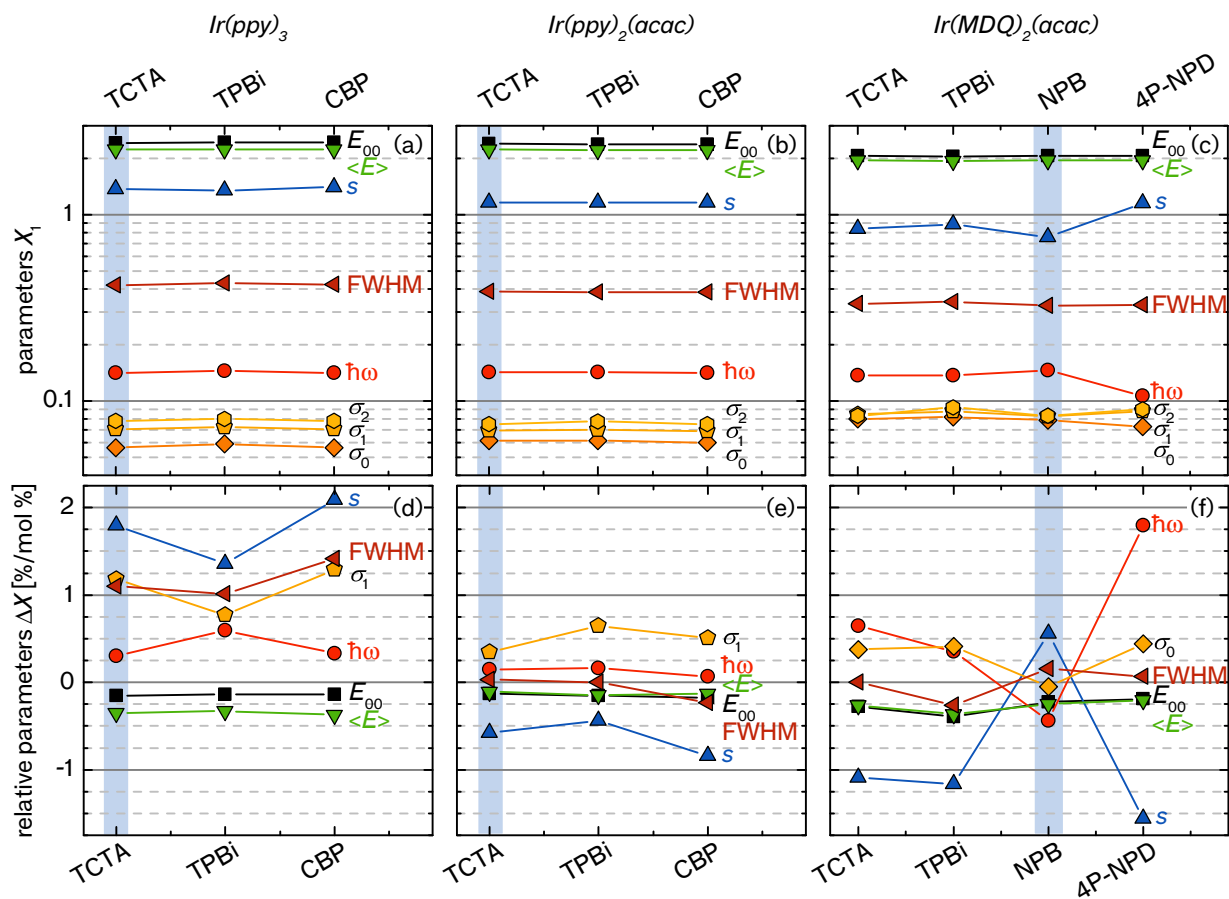 Ir(ppy)3 Ir(ppy)2(acac) Ir(MDQ)2(acac)
TCTA TPBi CBP TCTA TPBi CBP TCTA TPBi NPB 4P-NPD
parameters X1
1
0.1
(a)
E00
<E>
s
FWHM
ħω
σ2
σ1
σ0
(b)
E00
<E>
s
FWHM
ħω
σ2
σ1
σ0
(c)
E00
<E>
s
FWHM
ħω
σ2
σ1
σ0
relative parameters ΔX [%/mol %]
2
1
0
-1
(d)
s
FWHM
σ1
ħω
E00
<E>
(e)
σ1
ħω
<E>
E00
FWHM
s
(f)
ħω
σ0
FWHM
E00
<E>
s
TCTA TPBi CBP TCTA TPBi CBP TCTA TPBi NPB 4P-NPD